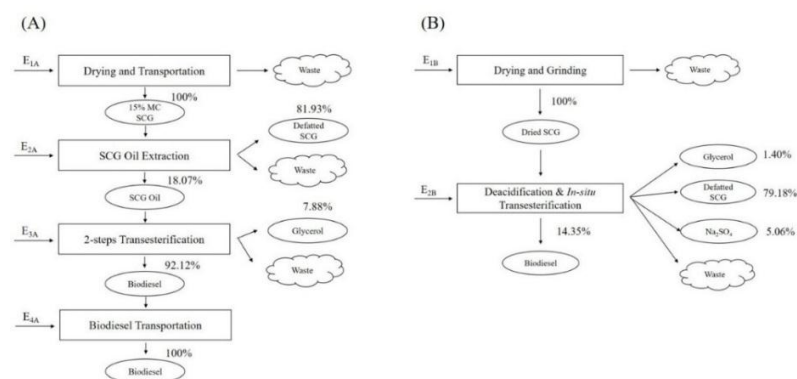 (A)
E1A
Drying and Transportation
Waste
100%
15% MC
SCG
81.93%
Defatted
SCG
E2A
SCG Oil Extraction
Waste
18.07%
SCG Oil
7.88%
Glycerol
E3A
2-steps Transesterification
Waste
92.12%
Biodiesel
E4A
Biodiesel Transportation
100%
Biodiesel
(B)
E1B
Drying and Grinding
Waste
100%
Dried SCG
Glycerol 1.40%
E2B
Deacidification & In-situ
Transesterification
Defatted
SCG
79.18%
14.35%
Na2SO4 5.06%
Biodiesel
Waste